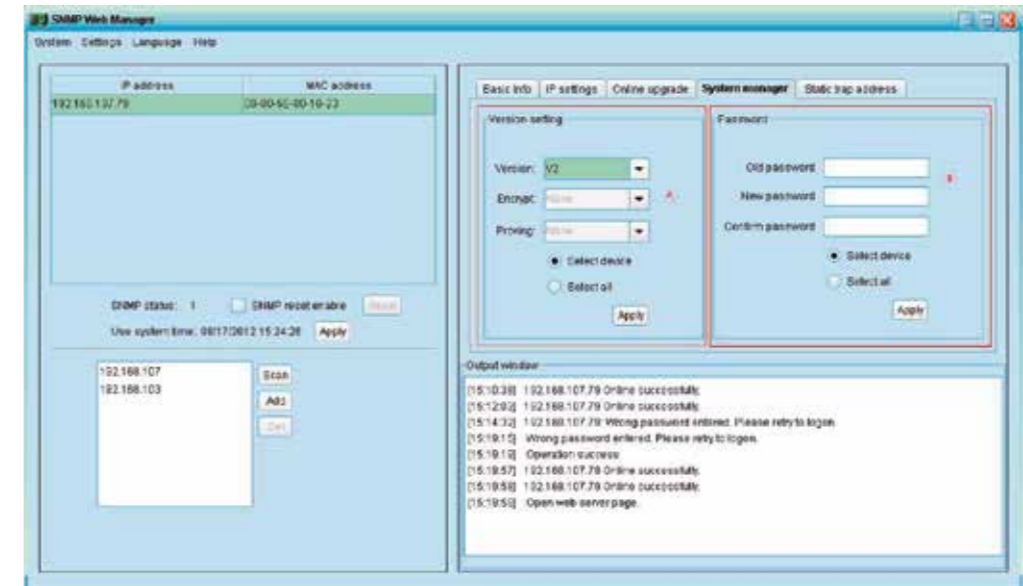 SNMP Web Manager
System Settings Language Help
IP address MAC address
192.168.107.79
SNMP status: 1 SNMP reset enable Reset
Use system time: 08/17/2012 15:24:26 Apply
192.168.107
192.168.103
Scan
Add
Del
Basic Info IP settings Online upgrade System manager Static trap address
Version setting
Version: V2
Encrypt: None
A
Proving: None
Select device
Select all
Apply
Password
Old password
New password
Confirm password
Select device
Select all
Apply
Output window
[15:10:38] 192.168.107.79 Online successfully.
[15:12:02] 192.168.107.79 Online successfully.
[15:14:32] 192.168.107.79 Wrong password entered. Please retry to logon.
[15:19:15] Wrong password entered. Please retry to logon.
[15:19:19] Operation success
[15:19:57] 192.168.107.79 Online successfully.
[15:19:58] 192.168.107.79 Online successfully.
[15:19:58] Open web server page.